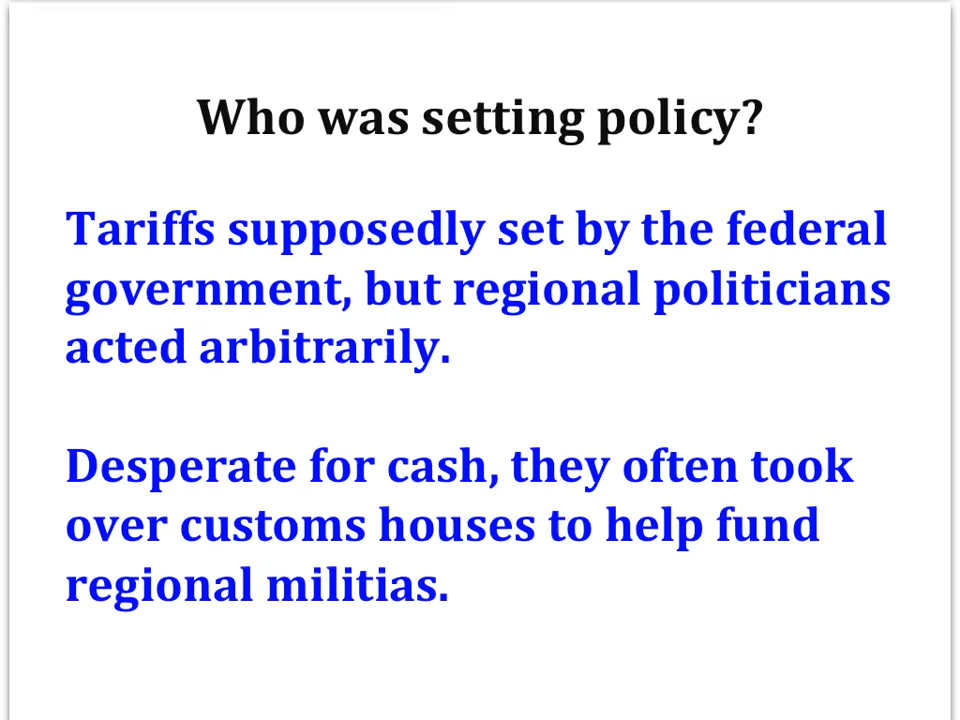 Who was setting policy?
Tariffs supposedly set by the federal
government, but regional politicians
acted arbitrarily.
Desperate for cash, they often took
over customs houses to help fund
regional militias.